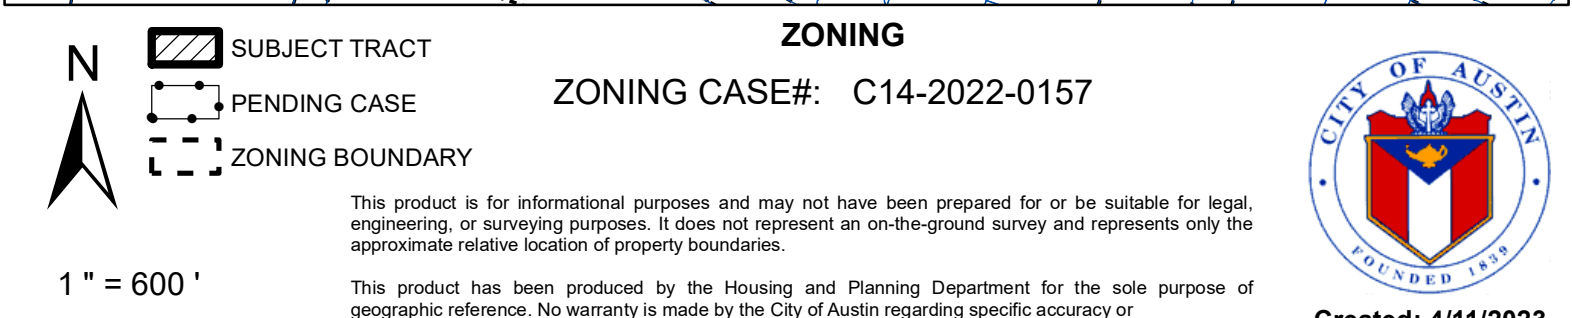 ZONING
N
SUBJECT TRACT
ZONING CASE#: C14-2022-0157
PENDING CASE
ZONING BOUNDARY
This product is for informational purposes and may not have been prepared for or be suitable for legal,
engineering, or surveying purposes. It does not represent an on-the-ground survey and represents only the
approximate relative location of property boundaries.
1 " = 600 '
This product has been produced by the Housing and Planning Department for the sole purpose of
geographic reference. No warranty is made by the City of Austin regarding specific accuracy or
CITY OF AUSTIN
FOUNDED 1839
Created: 4/11/2023